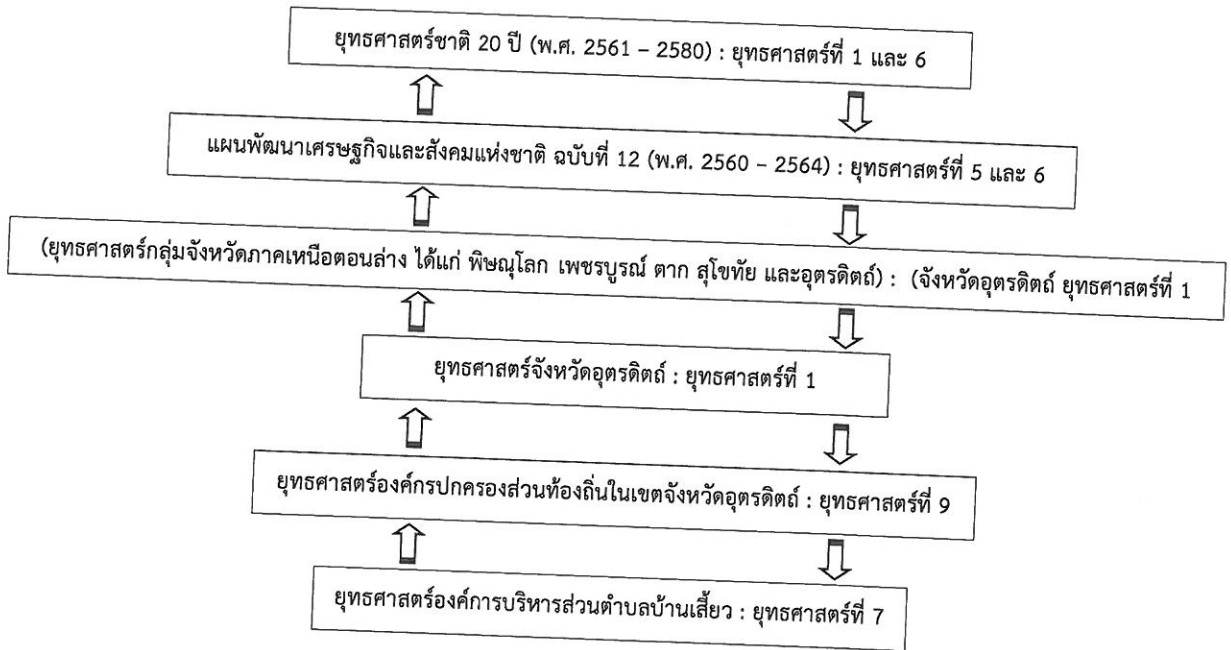 ยุทธศาสตร์ชาติ 20 ปี (พ.ศ. 2561 – 2580) : ยุทธศาสตร์ที่ 1 และ 6
แผนพัฒนาเศรษฐกิจและสังคมแห่งชาติ ฉบับที่ 12 (พ.ศ. 2560 – 2564) : ยุทธศาสตร์ที่ 5 และ 6
(ยุทธศาสตร์กลุ่มจังหวัดภาคเหนือตอนล่าง ได้แก่ พิษณุโลก เพชรบูรณ์ ตาก สุโขทัย และอุตรดิตถ์) : (จังหวัดอุตรดิตถ์ ยุทธศาสตร์ที่ 1
ยุทธศาสตร์จังหวัดอุตรดิตถ์ : ยุทธศาสตร์ที่ 1
ยุทธศาสตร์องค์กรปกครองส่วนท้องถิ่นในเขตจังหวัดอุตรดิตถ์ : ยุทธศาสตร์ที่ 9
ยุทธศาสตร์องค์การบริหารส่วนตำบลบ้านเสี้ยว : ยุทธศาสตร์ที่ 7